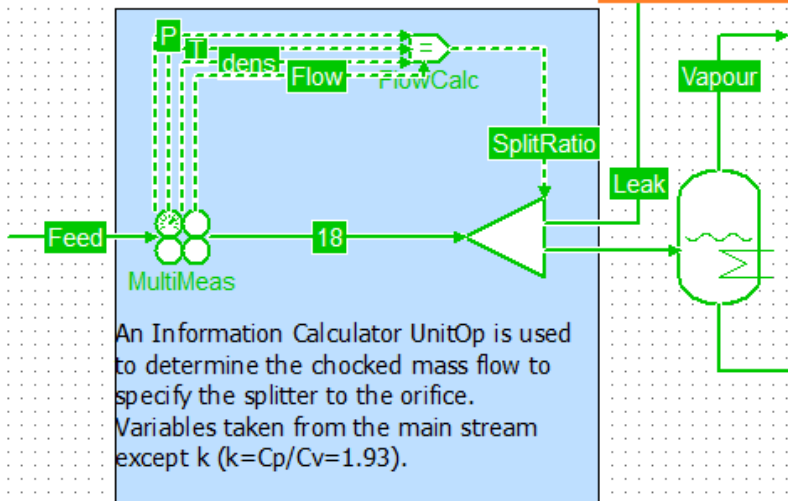 P
T
dens
Flow
FlowCalc
Vapour
SplitRatio
Leak
Feed
18
MultiMeas
An Information Calculator UnitOp is used
to determine the chocked mass flow to
specify the splitter to the orifice.
Variables taken from the main stream
except k (k=Cp/Cv=1.93).